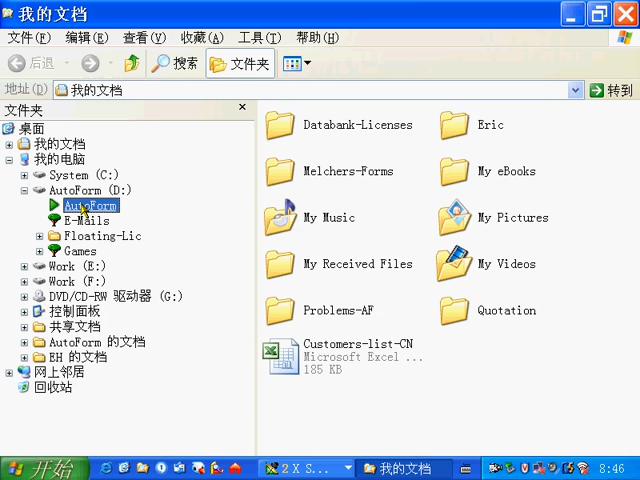 我的文档
文件(F) 编辑(E) 查看(V) 收藏(A) 工具(T) 帮助(H)
后退 搜索 文件夹
地址(D) 我的文档 转到
文件夹
桌面
我的文档
我的电脑
System (C:)
AutoForm (D:)
AutoForm
E-Mails
Floating-Lic
Games
Work (E:)
Work (F:)
DVD/CD-RW 驱动器 (G:)
控制面板
共享文档
AutoForm 的文档
EH 的文档
网上邻居
回收站
Databank-Licenses Eric
Melchers-Forms My eBooks
My Music My Pictures
My Received Files My Videos
Problems-AF Quotation
Customers-list-CN
Microsoft Excel ...
185 KB
开始 2 X S... 我的文档 8:46